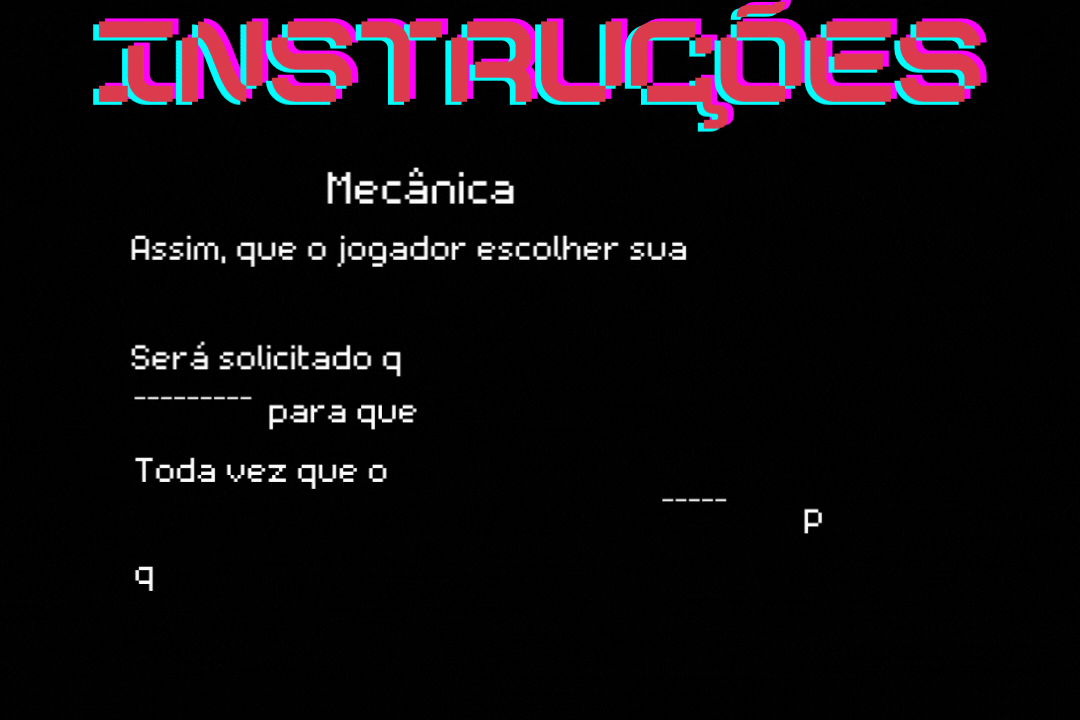 INSTRUÇÕES
Mecânica
Assim, que o jogador escolher sua
Será solicitado q
--------- para que
Toda vez que o
----- p
q